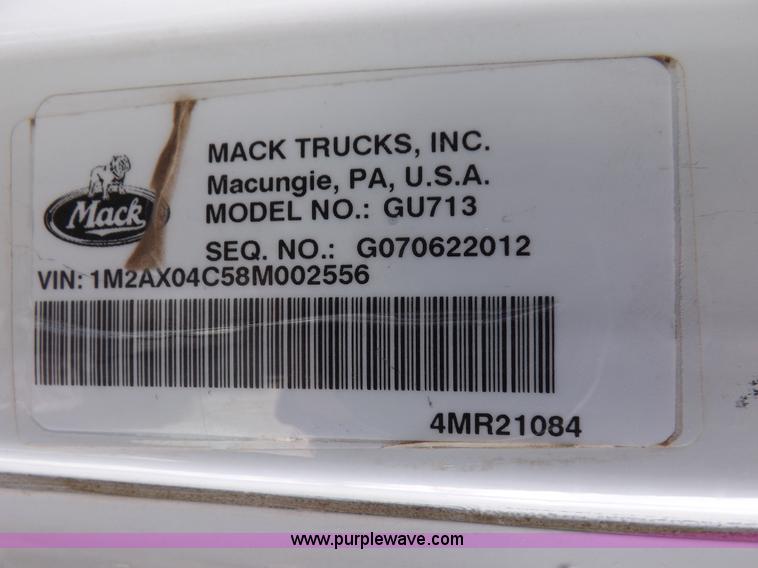 MACK TRUCKS, INC.
Macungie, PA, U.S.A.
Mack
MODEL NO.: GU713
SEQ. NO.: G070622012
VIN: 1M2AX04C58M002556
4MR21084
www.purplewave.com